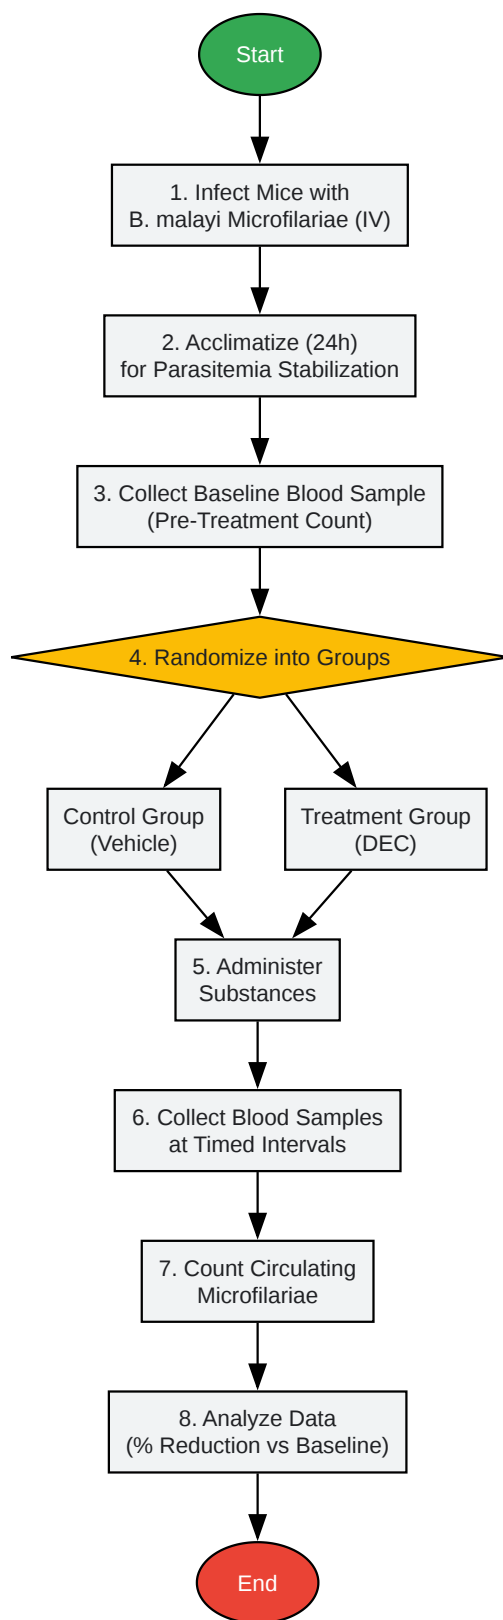 Start
1. Infect Mice with
B. malayi Microfilariae (IV)
2. Acclimatize (24h)
for Parasitemia Stabilization
3. Collect Baseline Blood Sample
(Pre-Treatment Count)
4. Randomize into Groups
Control Group
(Vehicle)
Treatment Group
(DEC)
5. Administer
Substances
6. Collect Blood Samples
at Timed Intervals
7. Count Circulating
Microfilariae
8. Analyze Data
(% Reduction vs Baseline)
End